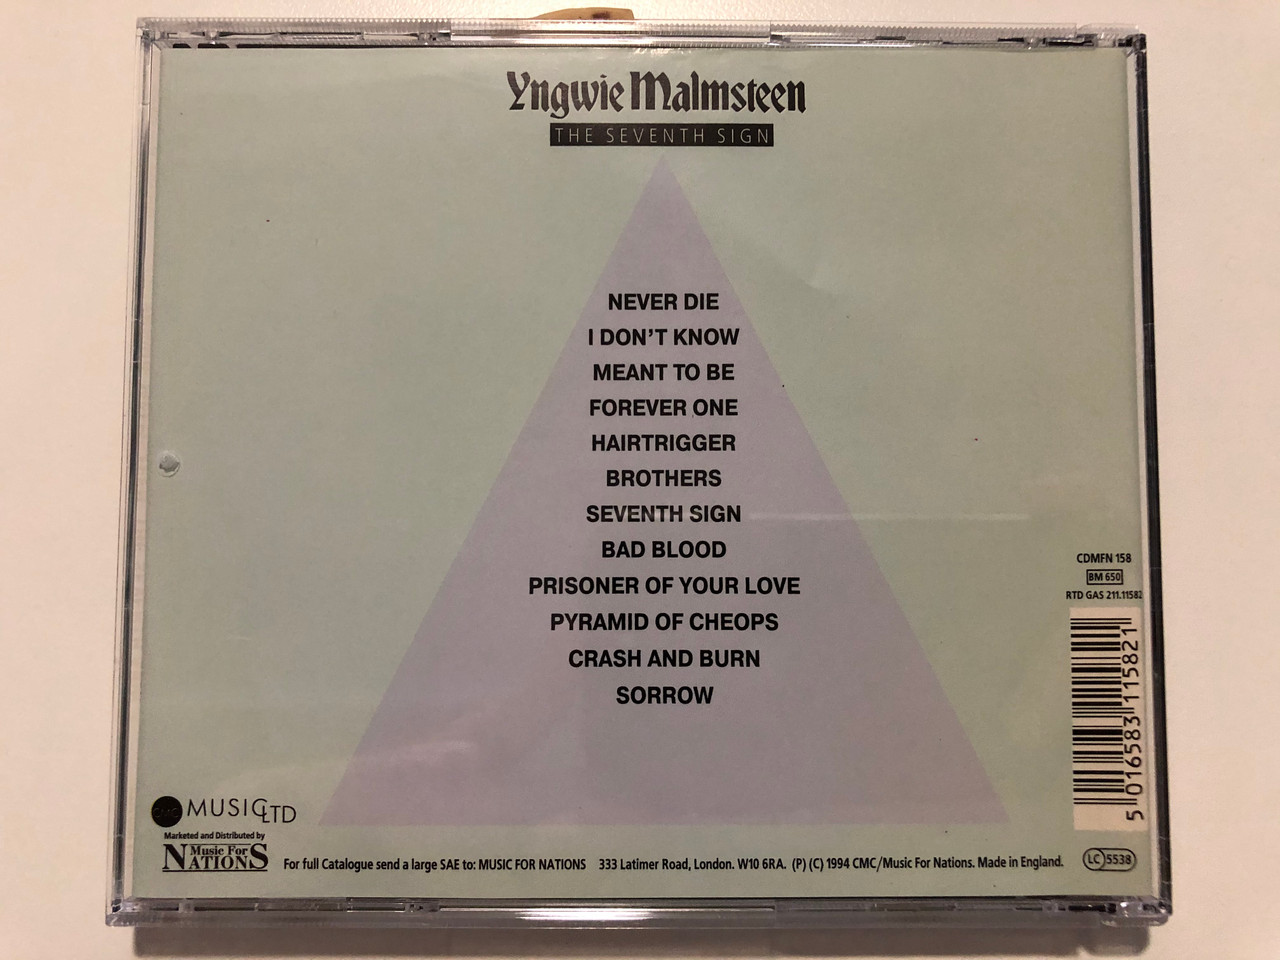 Yngwie Malmsteen
THE SEVENTH SIGN
NEVER DIE
I DON'T KNOW
MEANT TO BE
FOREVER ONE
HAIRTRIGGER
BROTHERS
SEVENTH SIGN
BAD BLOOD
PRISONER OF YOUR LOVE
PYRAMID OF CHEOPS
CRASH AND BURN
SORROW
CDMFN 158
BM 650
RTD GAS 211.11582
5 016583 115821
CMC MUSIC LTD
Marketed and Distributed by
Music For
NATIONS
For full Catalogue send a large SAE to: MUSIC FOR NATIONS 333 Latimer Road, London. W10 6RA. (P) (C) 1994 CMC/Music For Nations. Made in England.
LC 5538